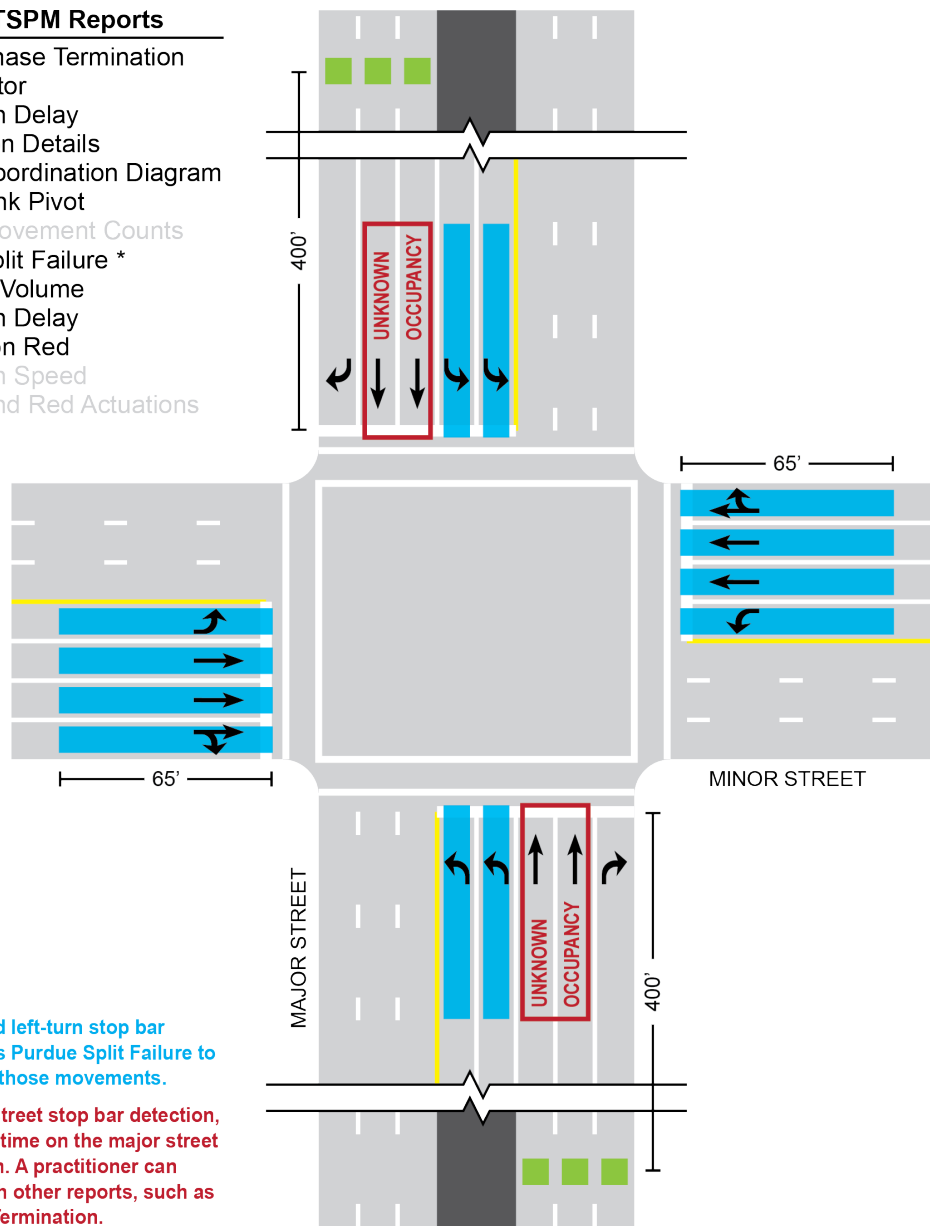 TSPM Reports
hase Termination
tor
n Delay
n Details
oordination Diagram
nk Pivot
ovement Counts
plit Failure *
Volume
n Delay
on Red
n Speed
nd Red Actuations
400'
UNKNOWN
OCCUPANCY
65'
65'
MINOR STREET
MAJOR STREET
UNKNOWN
OCCUPANCY
400'
d left-turn stop bar
s Purdue Split Failure to
those movements.
street stop bar detection,
time on the major street
n. A practitioner can
n other reports, such as
Termination.